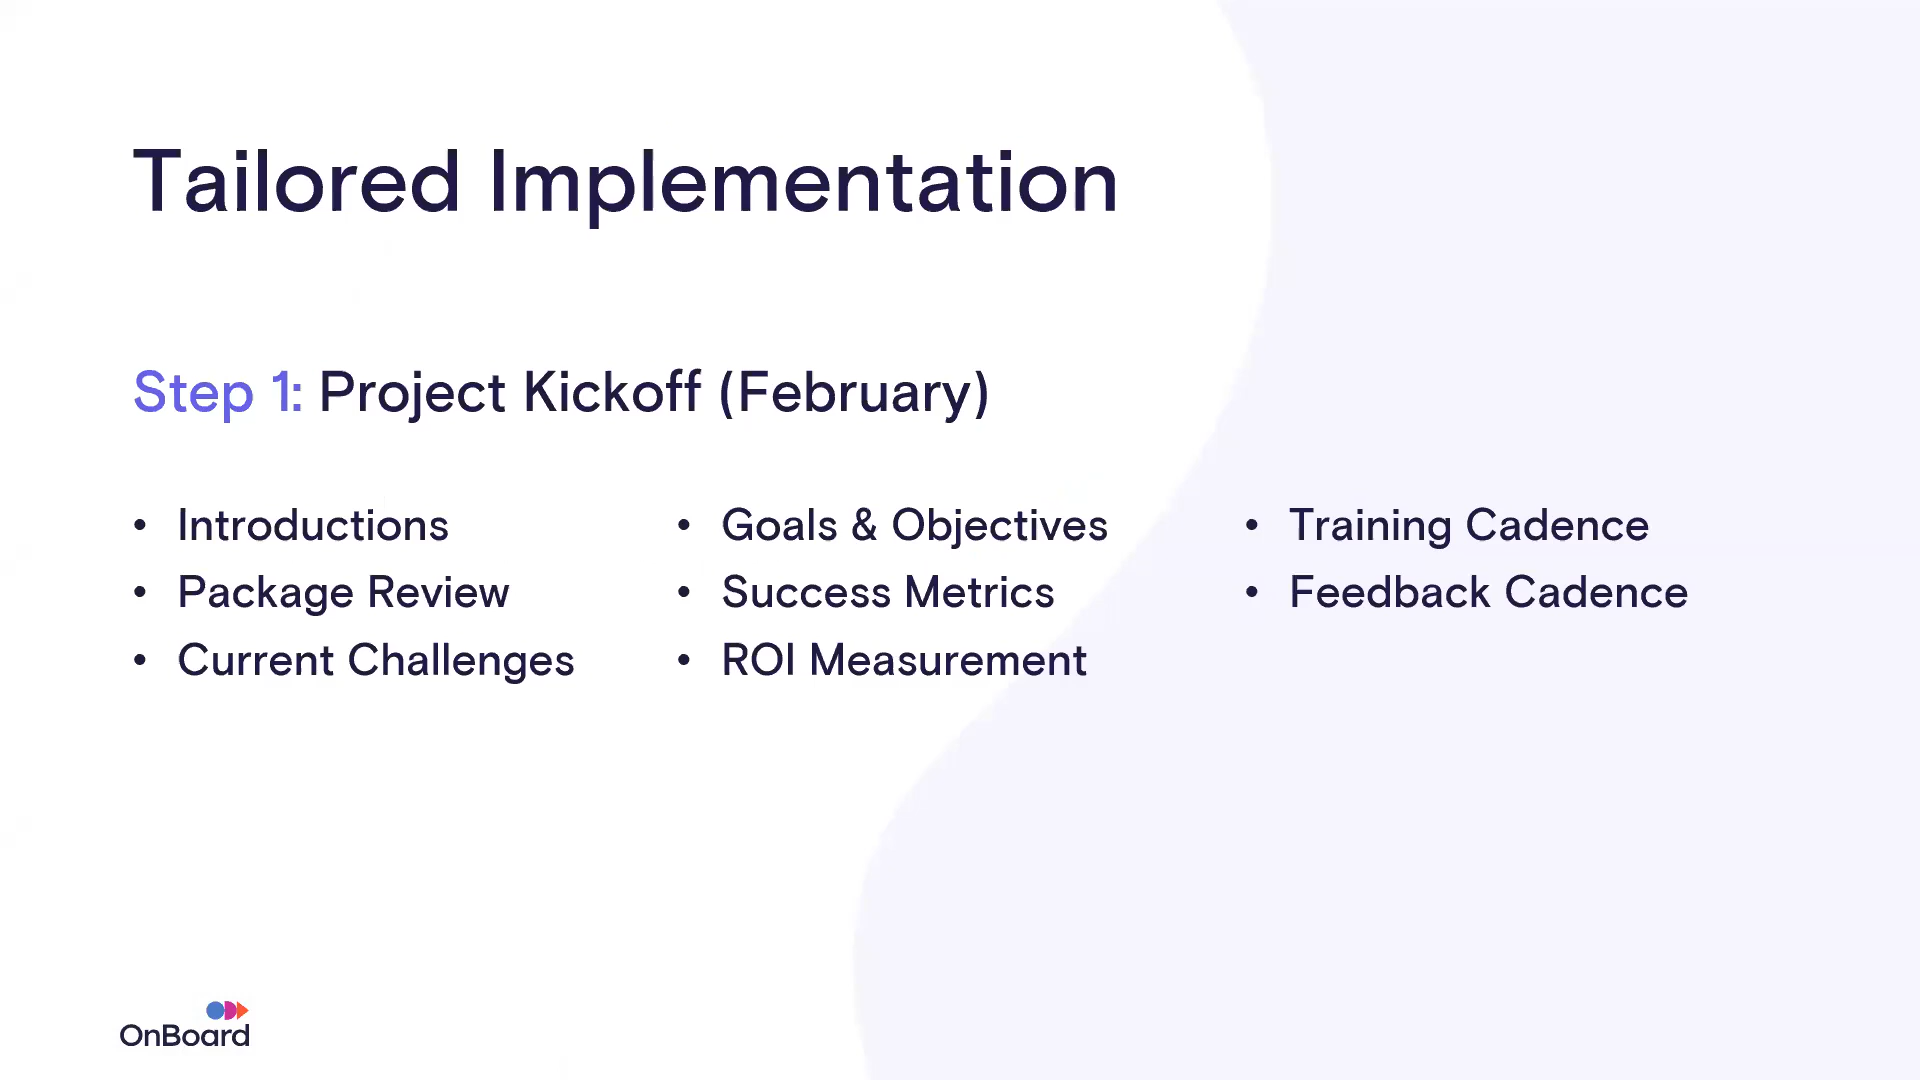 Tailored Implementation
Step 1: Project Kickoff (February)
• Introductions
• Package Review
• Current Challenges
• Goals & Objectives
• Success Metrics
• ROI Measurement
• Training Cadence
• Feedback Cadence
OnBoard